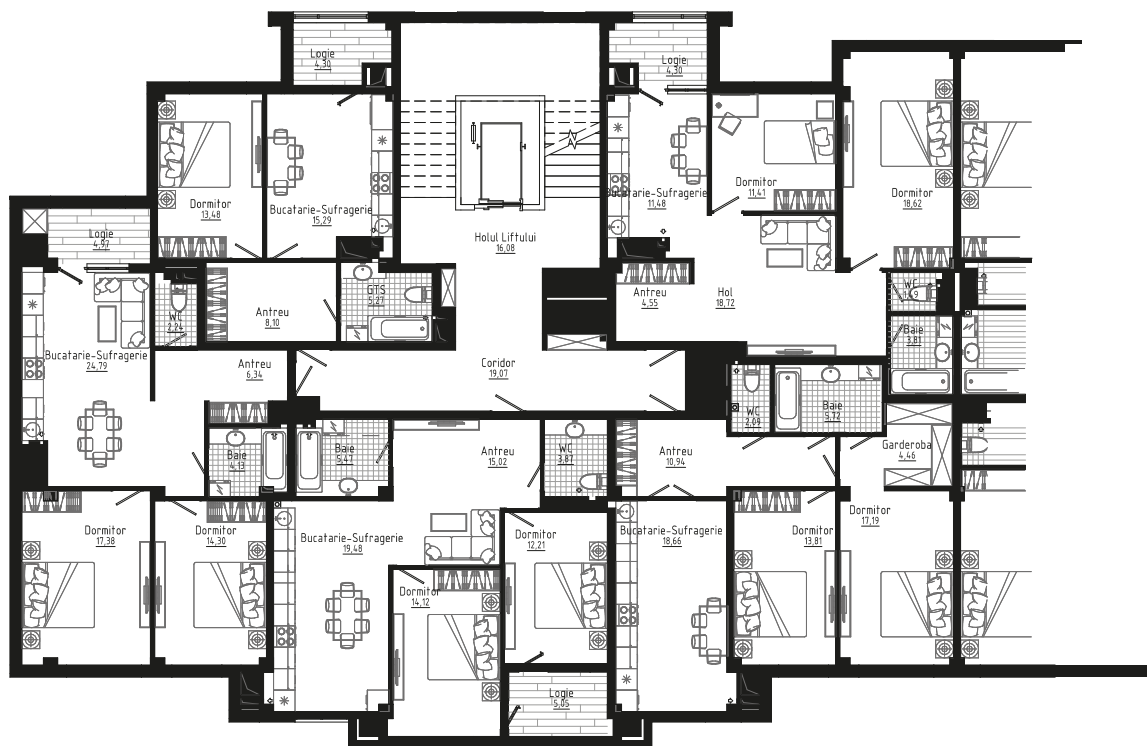 Logie
4,30
Logie
4,30
Dormitor
13,48
Bucatarie-Sufragerie
15,29
Bucatarie-Sufragerie
11,48
Dormitor
11,41
Dormitor
18,62
Logie
4,97
Holul Liftului
16,08
GTS
5,27
Antreu
4,55
Hol
18,72
WC
1,49
WC
2,24
Antreu
8,10
Baie
3,81
Bucatarie-Sufragerie
24,79
Antreu
6,34
Coridor
19,07
WC
2,09
Baie
5,72
Baie
4,13
Baie
5,47
Antreu
15,02
WC
3,87
Antreu
10,94
Garderoba
4,46
Dormitor
17,38
Dormitor
14,30
Bucatarie-Sufragerie
19,48
Dormitor
12,21
Bucatarie-Sufragerie
18,66
Dormitor
13,81
Dormitor
17,19
Dormitor
14,12
Logie
5,05